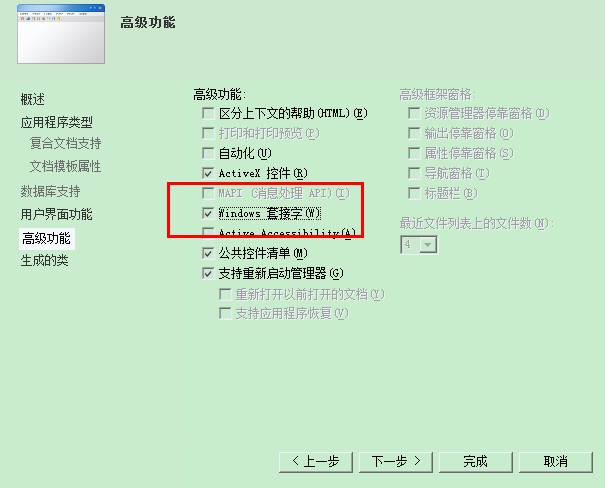 高级功能
概述
应用程序类型
复合文档支持
文档模板属性
数据库支持
用户界面功能
高级功能
生成的类
高级功能:
区分上下文的帮助(HTML)(E)
打印和打印预览(P)
自动化(U)
ActiveX 控件(R)
MAPI (消息处理 API)(I)
Windows 套接字(W)
Active Accessibility(A)
公共控件清单(M)
支持重新启动管理器(G)
重新打开以前打开的文档(Y)
支持应用程序恢复(V)
高级框架窗格:
资源管理器停靠窗格(D)
输出停靠窗格(O)
属性停靠窗格(S)
导航窗格(T)
标题栏(B)
最近文件列表上的文件数(N):
4
< 上一步
下一步 >
完成
取消